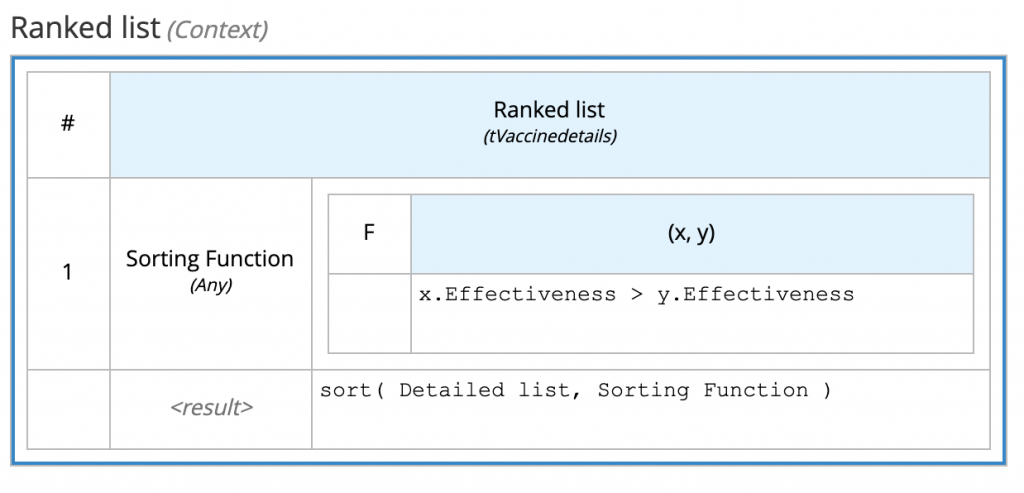 Ranked list (Context)
#
Ranked list
(tVaccinedetails)
1
Sorting Function
(Any)
F
(x, y)
x.Effectiveness > y.Effectiveness
<result>
sort( Detailed list, Sorting Function )